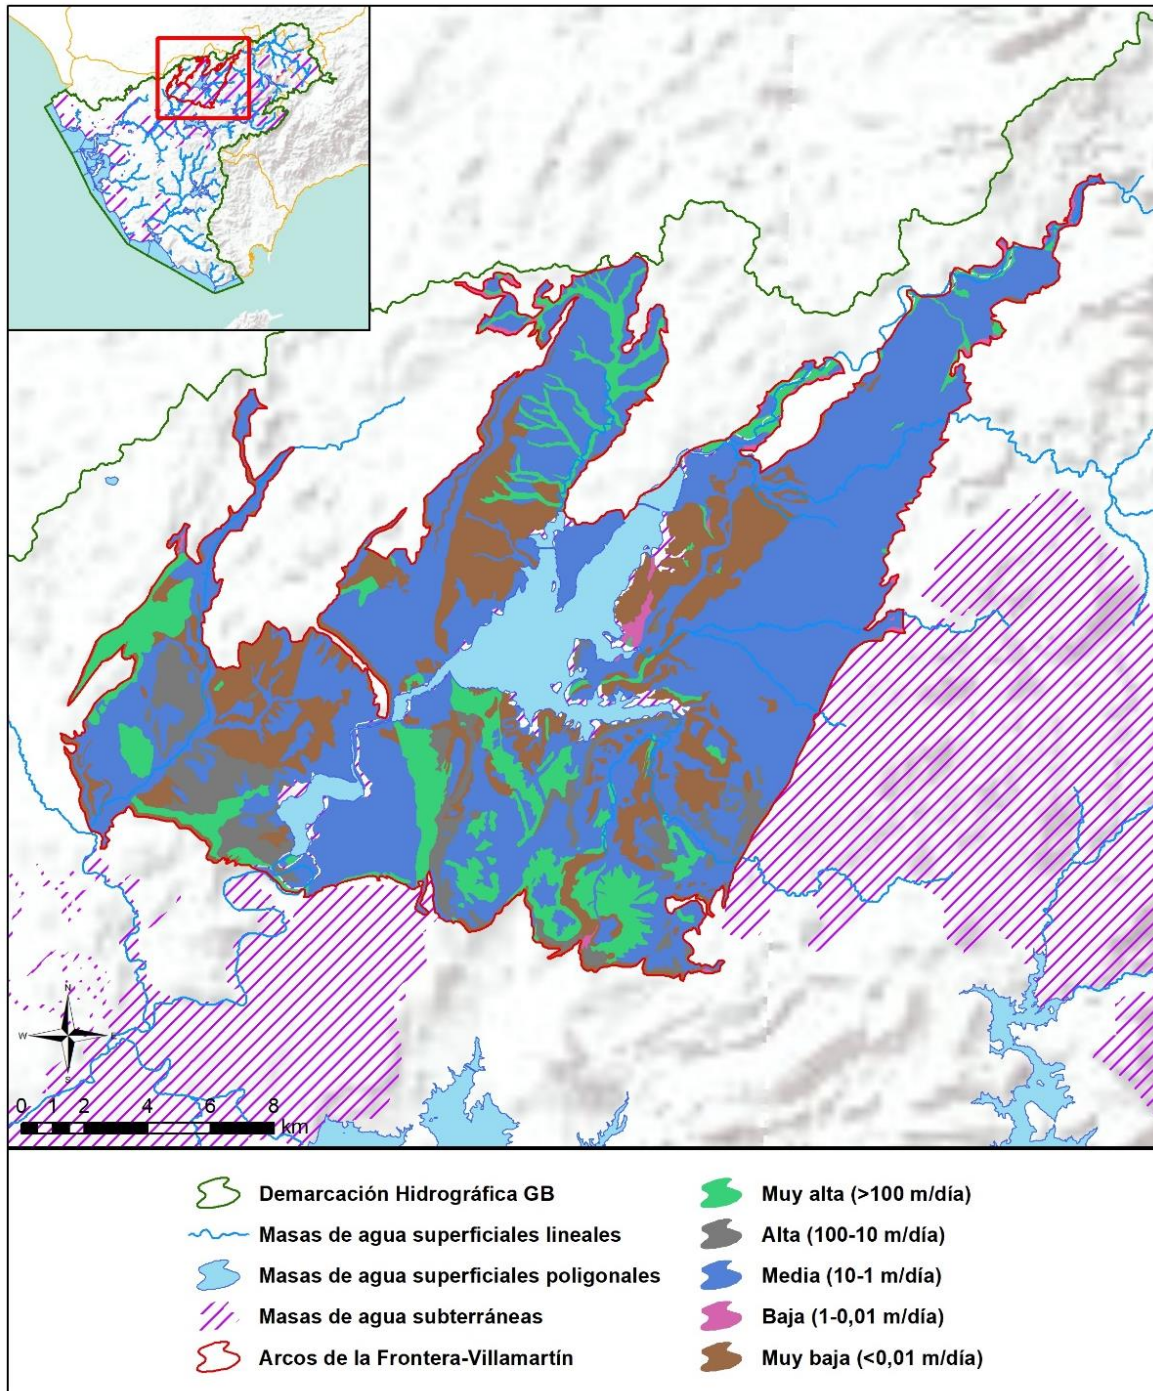 N
W E
S
0 1 2 4 6 8
km
Demarcación Hidrográfica GB
Masas de agua superficiales lineales
Masas de agua superficiales poligonales
Masas de agua subterráneas
Arcos de la Frontera-Villamartín
Muy alta (>100 m/día)
Alta (100-10 m/día)
Media (10-1 m/día)
Baja (1-0,01 m/día)
Muy baja (<0,01 m/día)